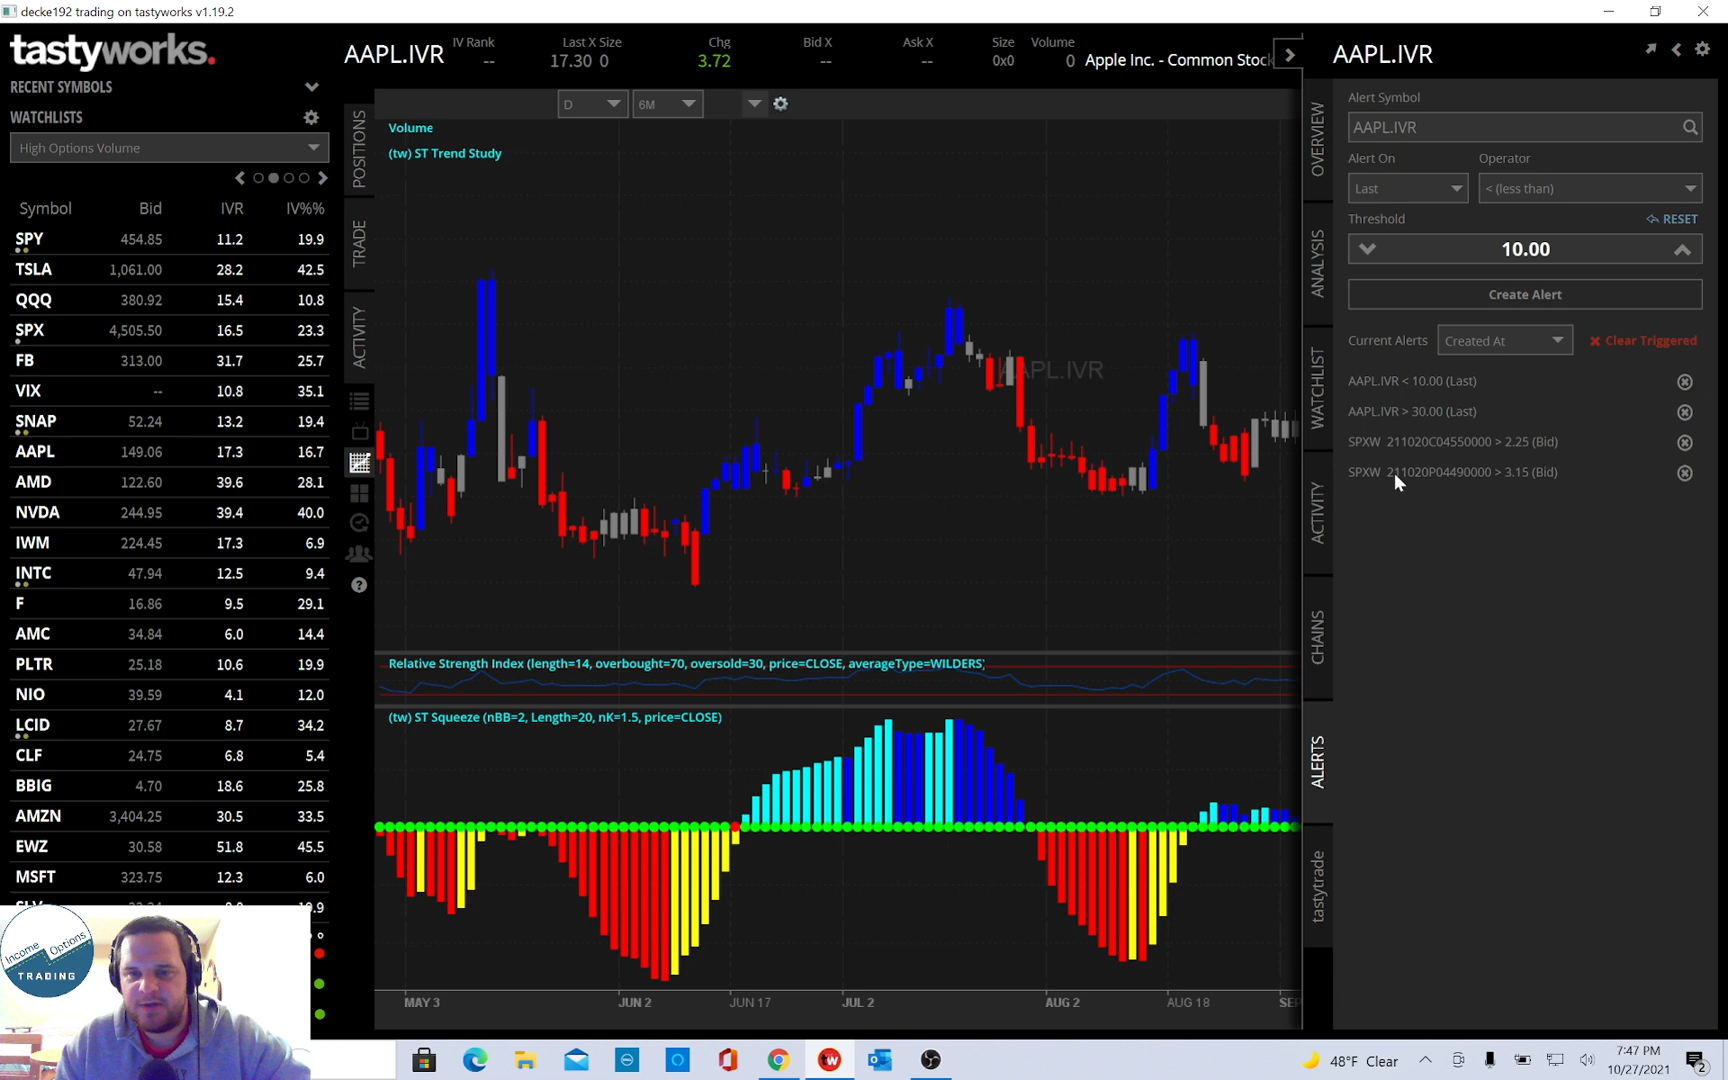 decke192 trading on tastyworks v1.19.2
tastyworks.
RECENT SYMBOLS
WATCHLISTS
High Options Volume
Symbol Bid IVR IV%%
SPY 454.85 11.2 19.9
TSLA 1,061.00 28.2 42.5
QQQ 380.92 15.4 10.8
SPX 4,505.50 16.5 23.3
FB 313.00 31.7 25.7
VIX -- 10.8 35.1
SNAP 52.24 13.2 19.4
AAPL 149.06 17.3 16.7
AMD 122.60 39.6 28.1
NVDA 244.95 39.4 40.0
IWM 224.45 17.3 6.9
INTC 47.94 12.5 9.4
F 16.86 9.5 29.1
AMC 34.84 6.0 14.4
PLTR 25.18 10.6 19.9
NIO 39.59 4.1 12.0
LCID 27.67 8.7 34.2
CLF 24.75 6.8 5.4
BBIG 4.70 18.6 25.8
AMZN 3,404.25 30.5 33.5
EWZ 30.58 51.8 45.5
MSFT 323.75 12.3 6.0
Income Options
TRADING
POSITIONS
TRADE
ACTIVITY
AAPL.IVR
IV Rank Last X Size Chg Bid X Ask X Size Volume
-- 17.30 0 3.72 -- -- 0x0 0 Apple Inc. - Common Stock
D 6M
Volume
(tw) ST Trend Study
AAPL.IVR
Relative Strength Index (length=14, overbought=70, oversold=30, price=CLOSE, averageType=WILDERS)
(tw) ST Squeeze (nBB=2, Length=20, nK=1.5, price=CLOSE)
MAY 3 JUN 2 JUN 17 JUL 2 AUG 2 AUG 18 SEP
OVERVIEW
ANALYSIS
WATCHLIST
ACTIVITY
CHAINS
ALERTS
tastytrade
AAPL.IVR
Alert Symbol
AAPL.IVR
Alert On Operator
Last < (less than)
Threshold RESET
10.00
Create Alert
Current Alerts Created At Clear Triggered
AAPL.IVR < 10.00 (Last)
AAPL.IVR > 30.00 (Last)
SPXW 211020C04550000 > 2.25 (Bid)
SPXW 211020P04490000 > 3.15 (Bid)
48°F Clear
7:47 PM
10/27/2021
2